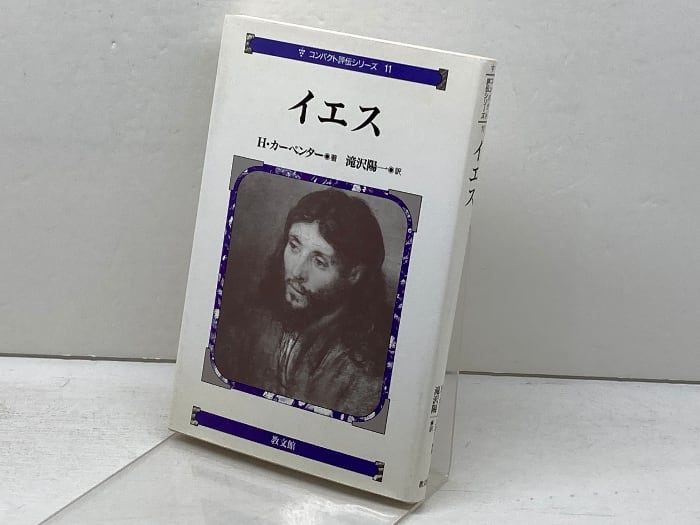 コンパクト評伝シリーズ 11
イエス
H・カーペンター◉著 滝沢陽一◉訳
教文館
イエス
滝沢陽一